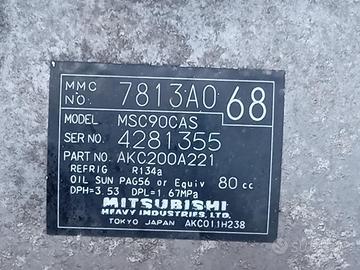 MMC NO. 7813A0 68
MODEL MSC90CAS
SER NO. 4281355
PART NO. AKC200A221
REFRIG R134a
OIL SUN PAG56 or Equiv 80 cc
DPH=3.53 DPL=1.67MPa
MITSUBISHI
HEAVY INDUSTRIES, LTD.
TOKYO JAPAN AKC011H238